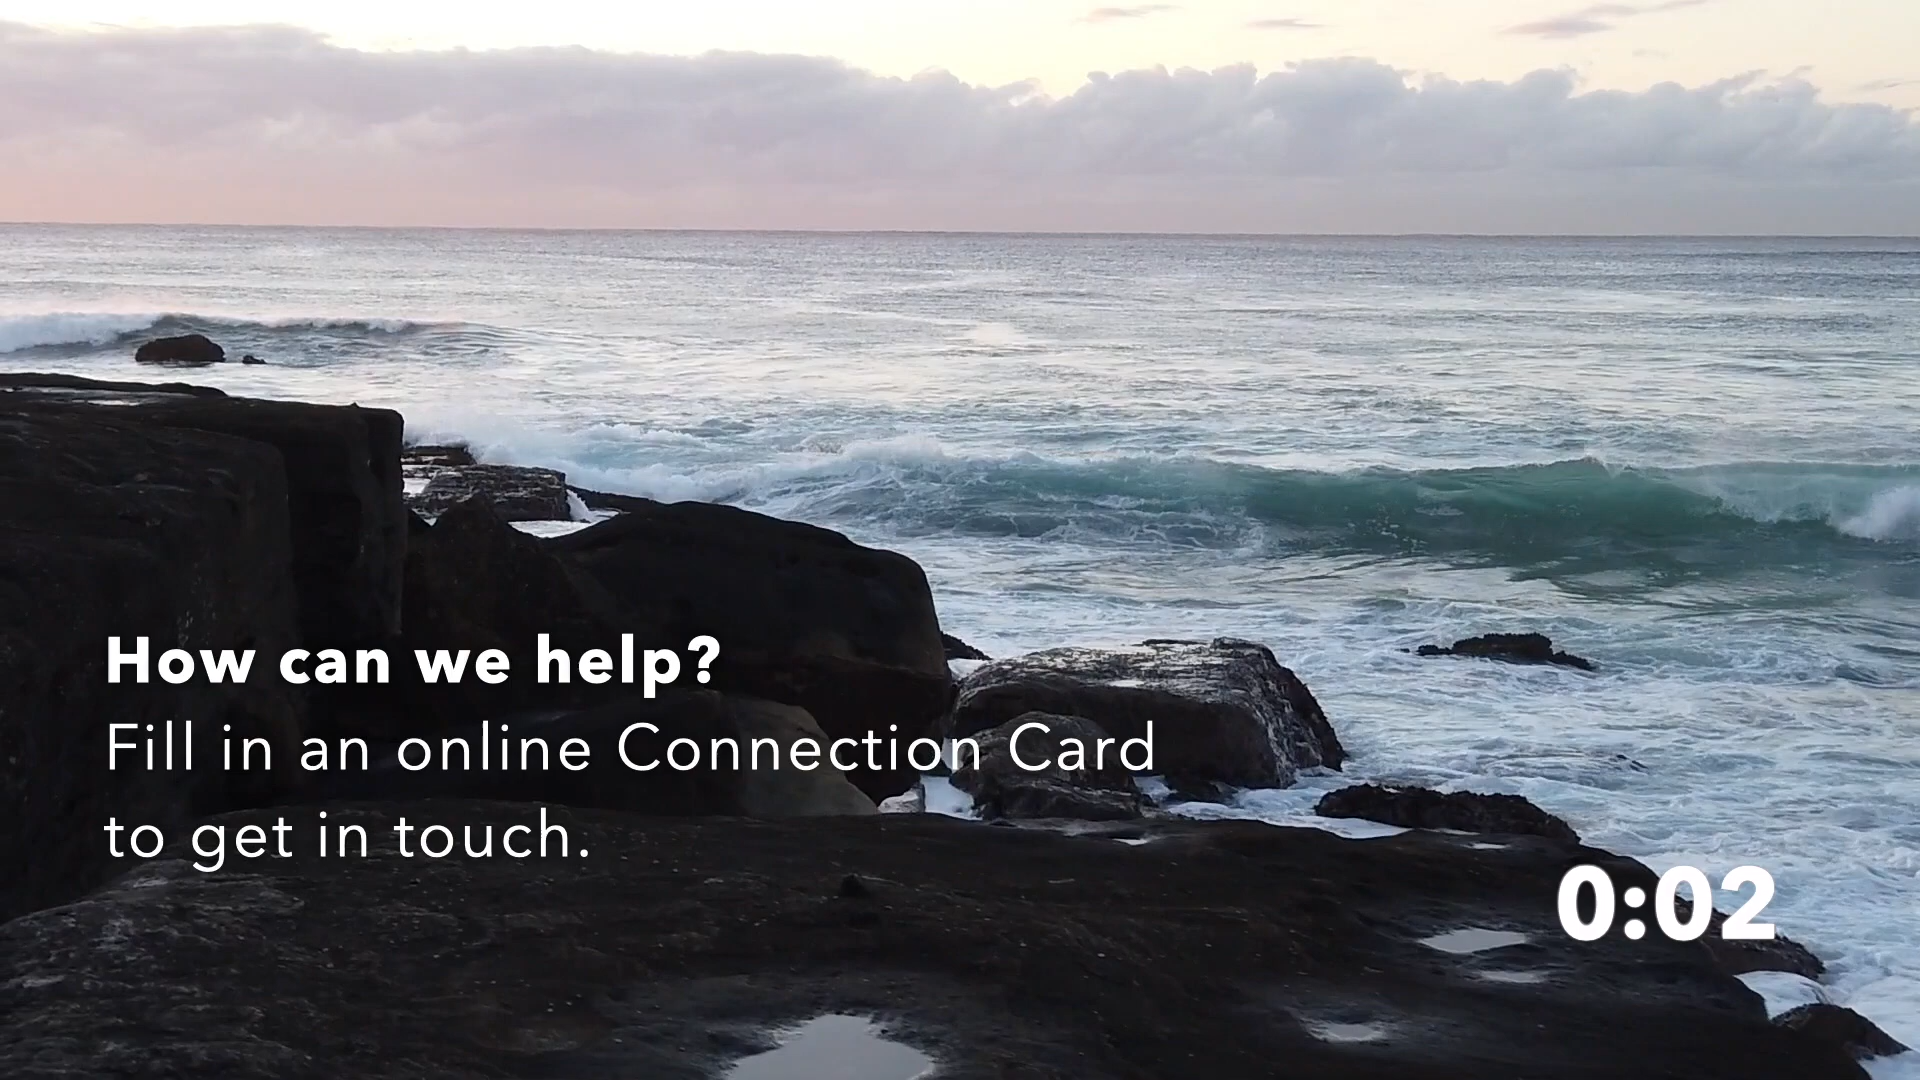 How can we help?
Fill in an online Connection Card
to get in touch.
0:02